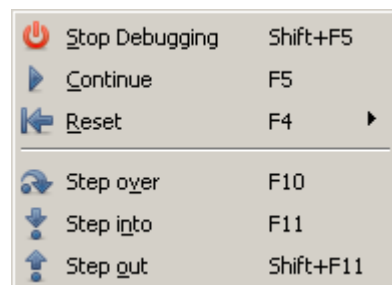 Stop Debugging Shift+F5
Continue F5
Reset F4
Step over F10
Step into F11
Step out Shift+F11